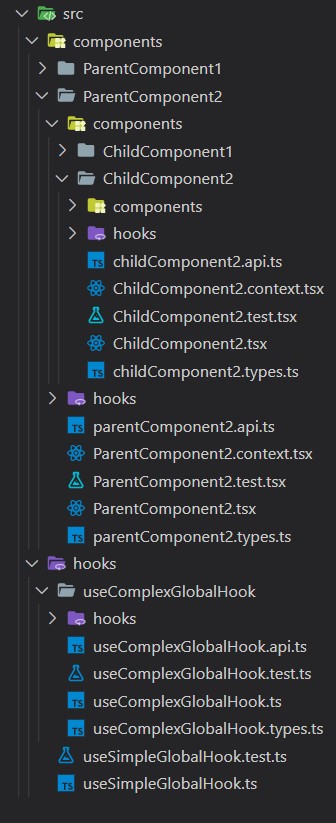 src
components
ParentComponent1
ParentComponent2
components
ChildComponent1
ChildComponent2
components
hooks
TS childComponent2.api.ts
ChildComponent2.context.tsx
ChildComponent2.test.tsx
ChildComponent2.tsx
TS childComponent2.types.ts
hooks
TS parentComponent2.api.ts
ParentComponent2.context.tsx
ParentComponent2.test.tsx
ParentComponent2.tsx
TS parentComponent2.types.ts
hooks
useComplexGlobalHook
hooks
TS useComplexGlobalHook.api.ts
useComplexGlobalHook.test.ts
TS useComplexGlobalHook.ts
TS useComplexGlobalHook.types.ts
useSimpleGlobalHook.test.ts
TS useSimpleGlobalHook.ts